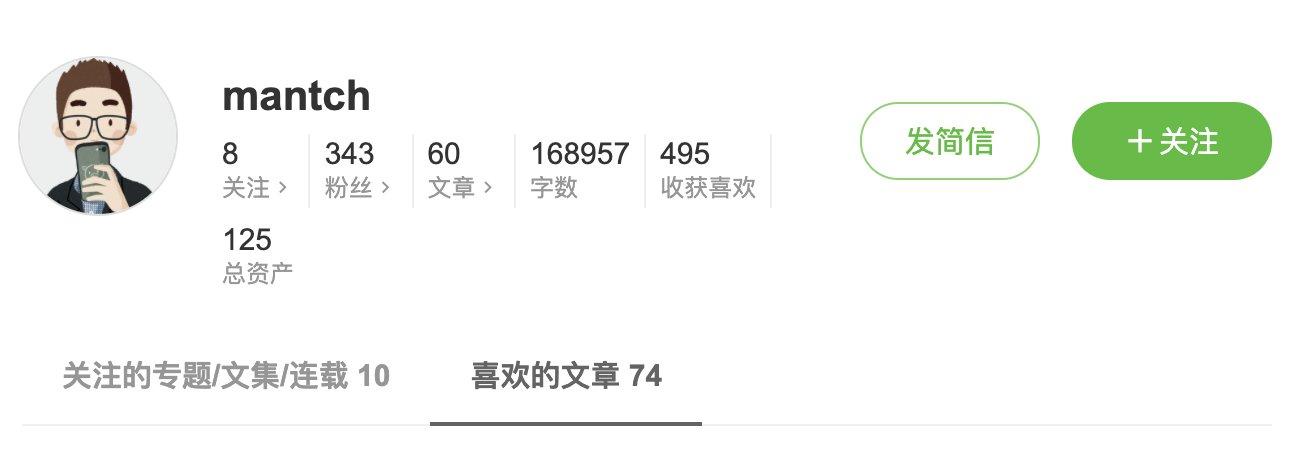 mantch
8 343 60 168957 495
关注 粉丝 文章 字数 收获喜欢
125
总资产
发简信 +关注
关注的专题/文集/连载 10 喜欢的文章 74